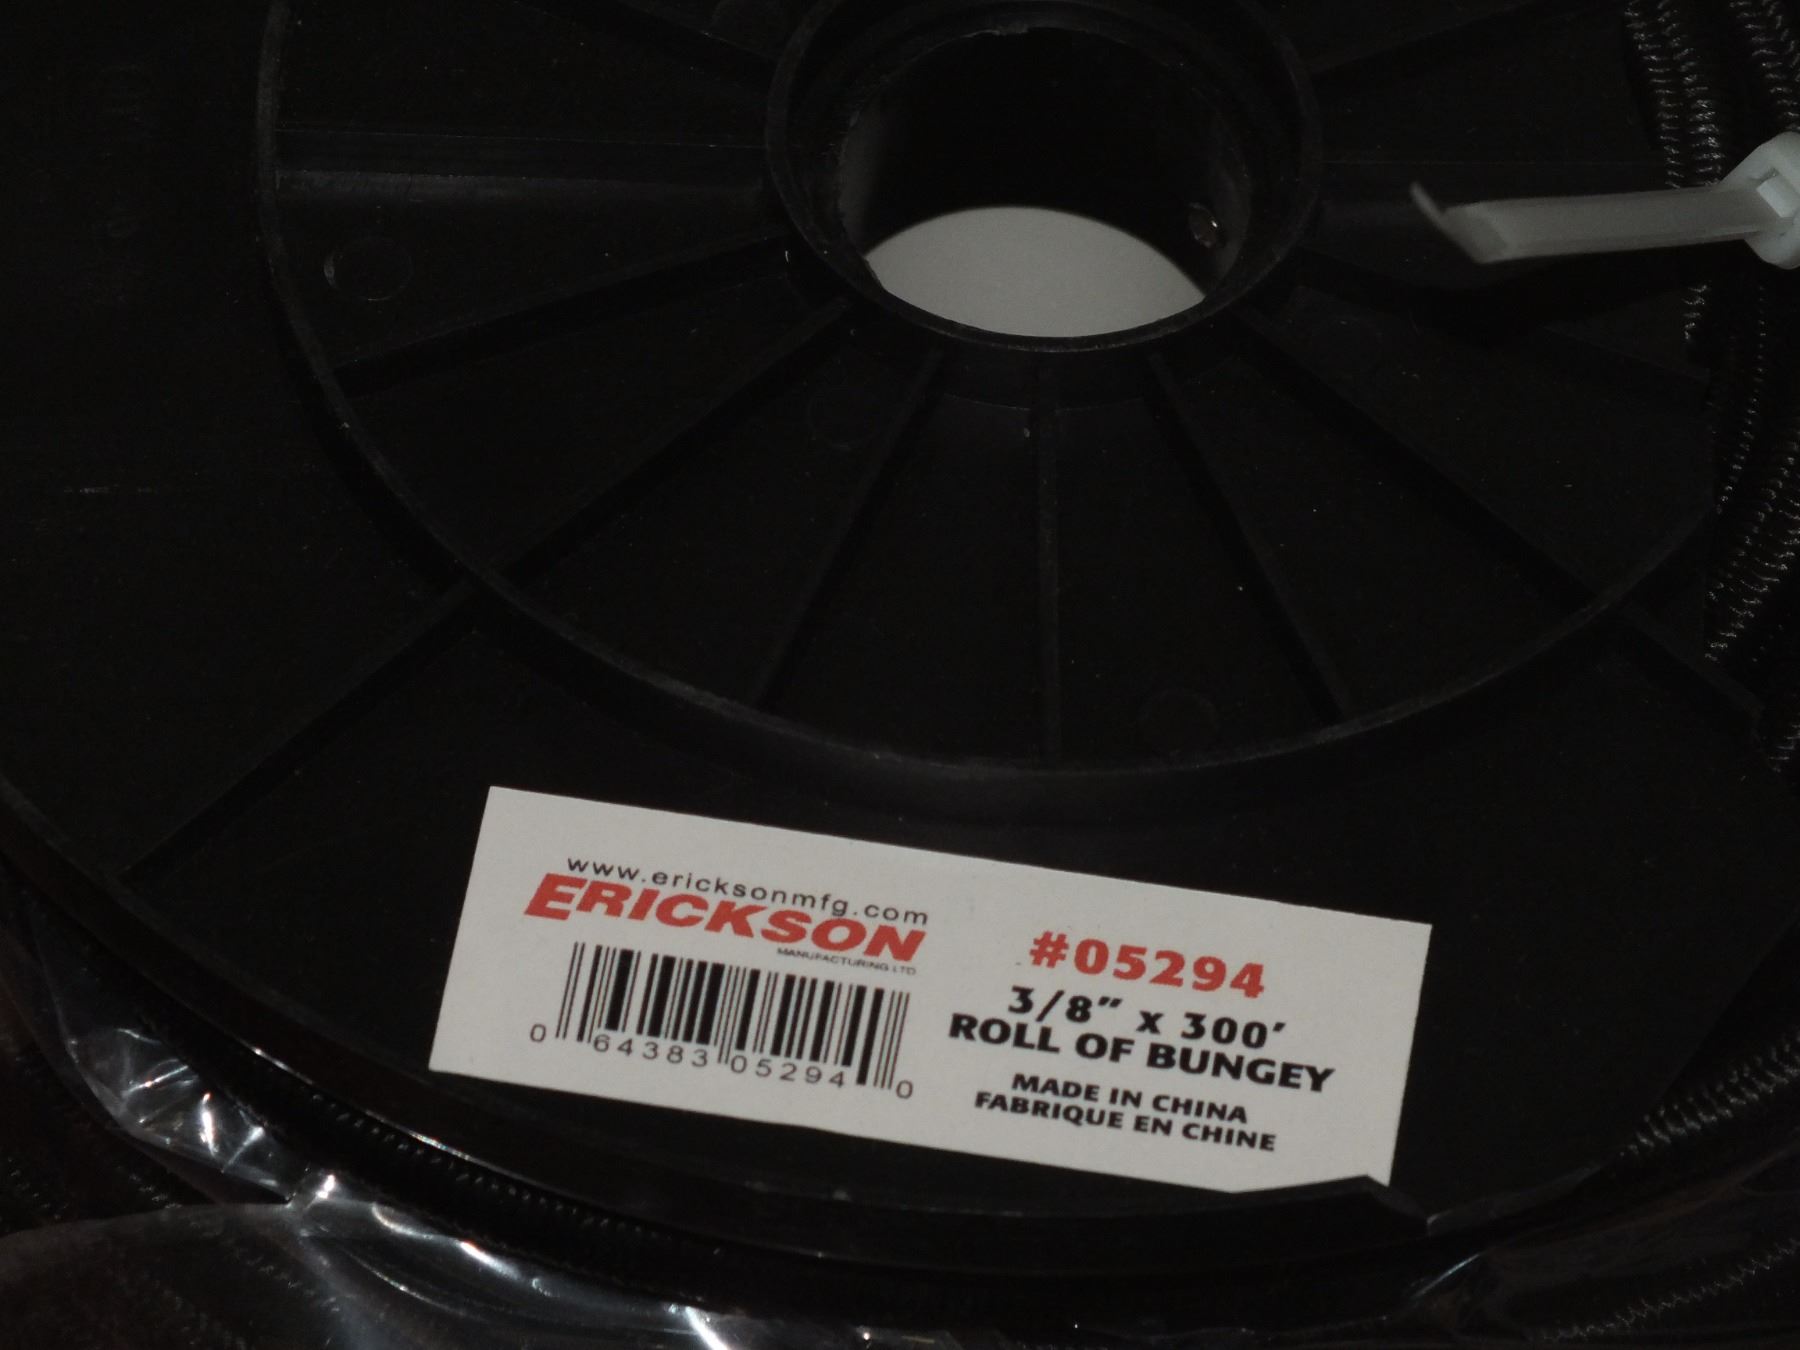 www.ericksonmfg.com
ERICKSON
MANUFACTURING LTD
0 64383 05294 0
#05294
3/8" x 300'
ROLL OF BUNGEY
MADE IN CHINA
FABRIQUE EN CHINE